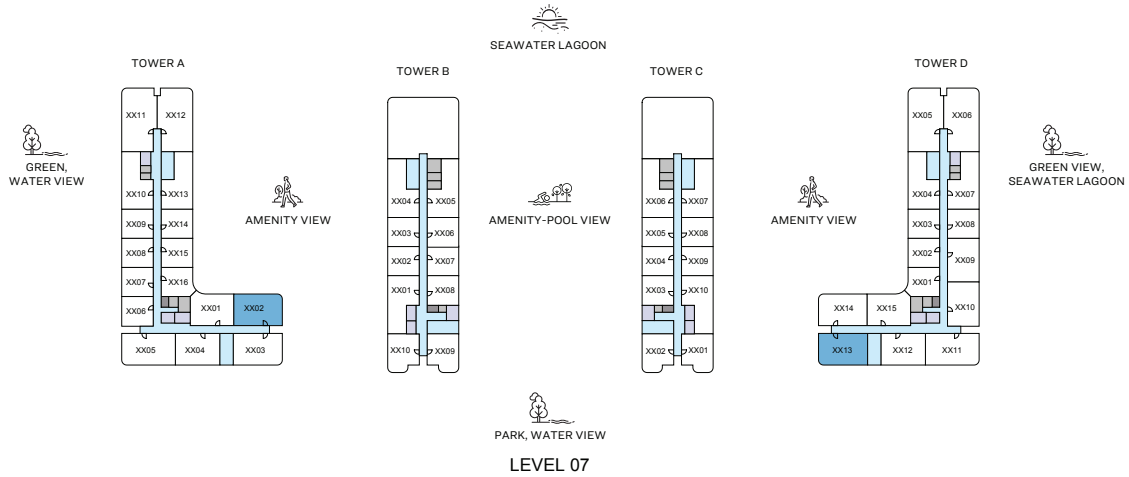 SEAWATER LAGOON
TOWER A
TOWER B
TOWER C
TOWER D
XX11
XX12
XX10
XX13
XX09
XX14
XX08
XX15
XX07
XX16
XX06
XX01
XX02
XX05
XX04
XX03
XX04
XX05
XX03
XX06
XX02
XX07
XX01
XX08
XX10
XX09
XX06
XX07
XX05
XX08
XX04
XX09
XX03
XX10
XX02
XX01
XX05
XX06
XX04
XX07
XX03
XX08
XX02
XX09
XX01
XX10
XX14
XX15
XX13
XX12
XX11
GREEN,
WATER VIEW
AMENITY VIEW
AMENITY-POOL VIEW
AMENITY VIEW
GREEN VIEW,
SEAWATER LAGOON
PARK, WATER VIEW
LEVEL 07